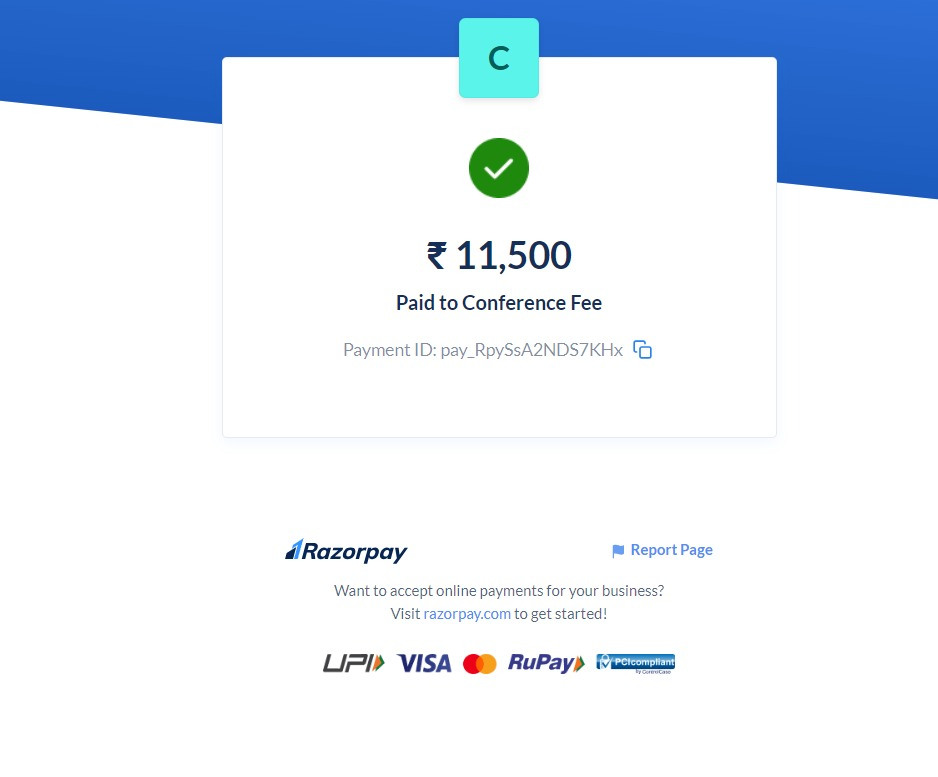 C
₹ 11,500
Paid to Conference Fee
Payment ID: pay_RpySsA2NDS7KHx
Razorpay
Report Page
Want to accept online payments for your business?
Visit razorpay.com to get started!
UPI VISA RuPay PCIcompliant
by ControlCase